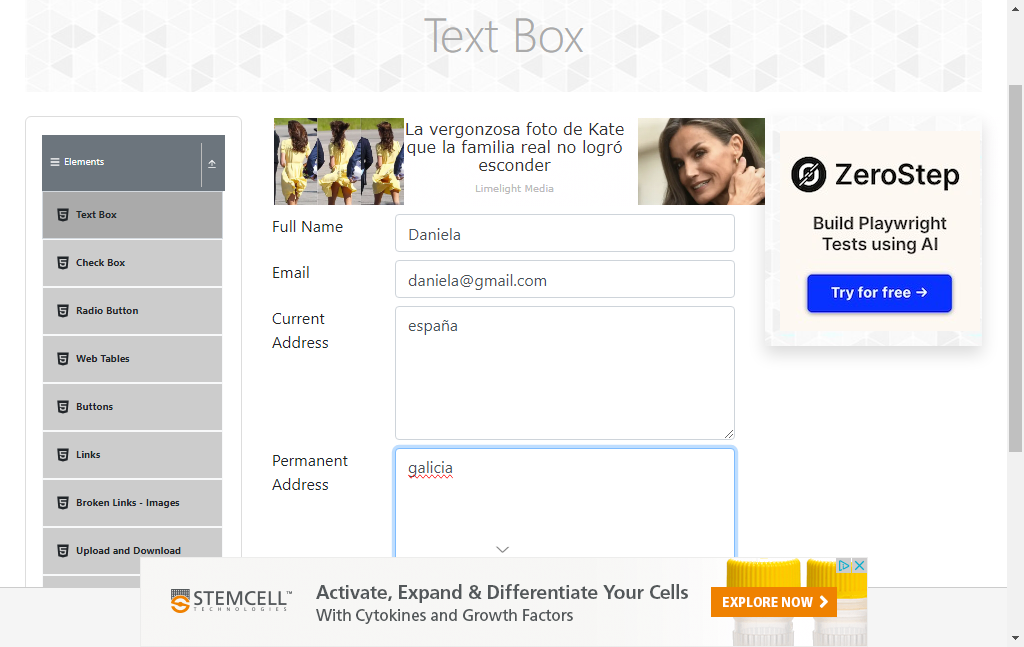 Text Box
Elements
Text Box
Check Box
Radio Button
Web Tables
Buttons
Links
Broken Links - Images
Upload and Download
La vergonzosa foto de Kate
que la familia real no logró
esconder
Limelight Media
Full Name
Daniela
Email
daniela@gmail.com
Current
Address
españa
Permanent
Address
galicia
ZeroStep
Build Playwright
Tests using AI
Try for free →
STEMCELL™
TECHNOLOGIES
Activate, Expand & Differentiate Your Cells
With Cytokines and Growth Factors
EXPLORE NOW